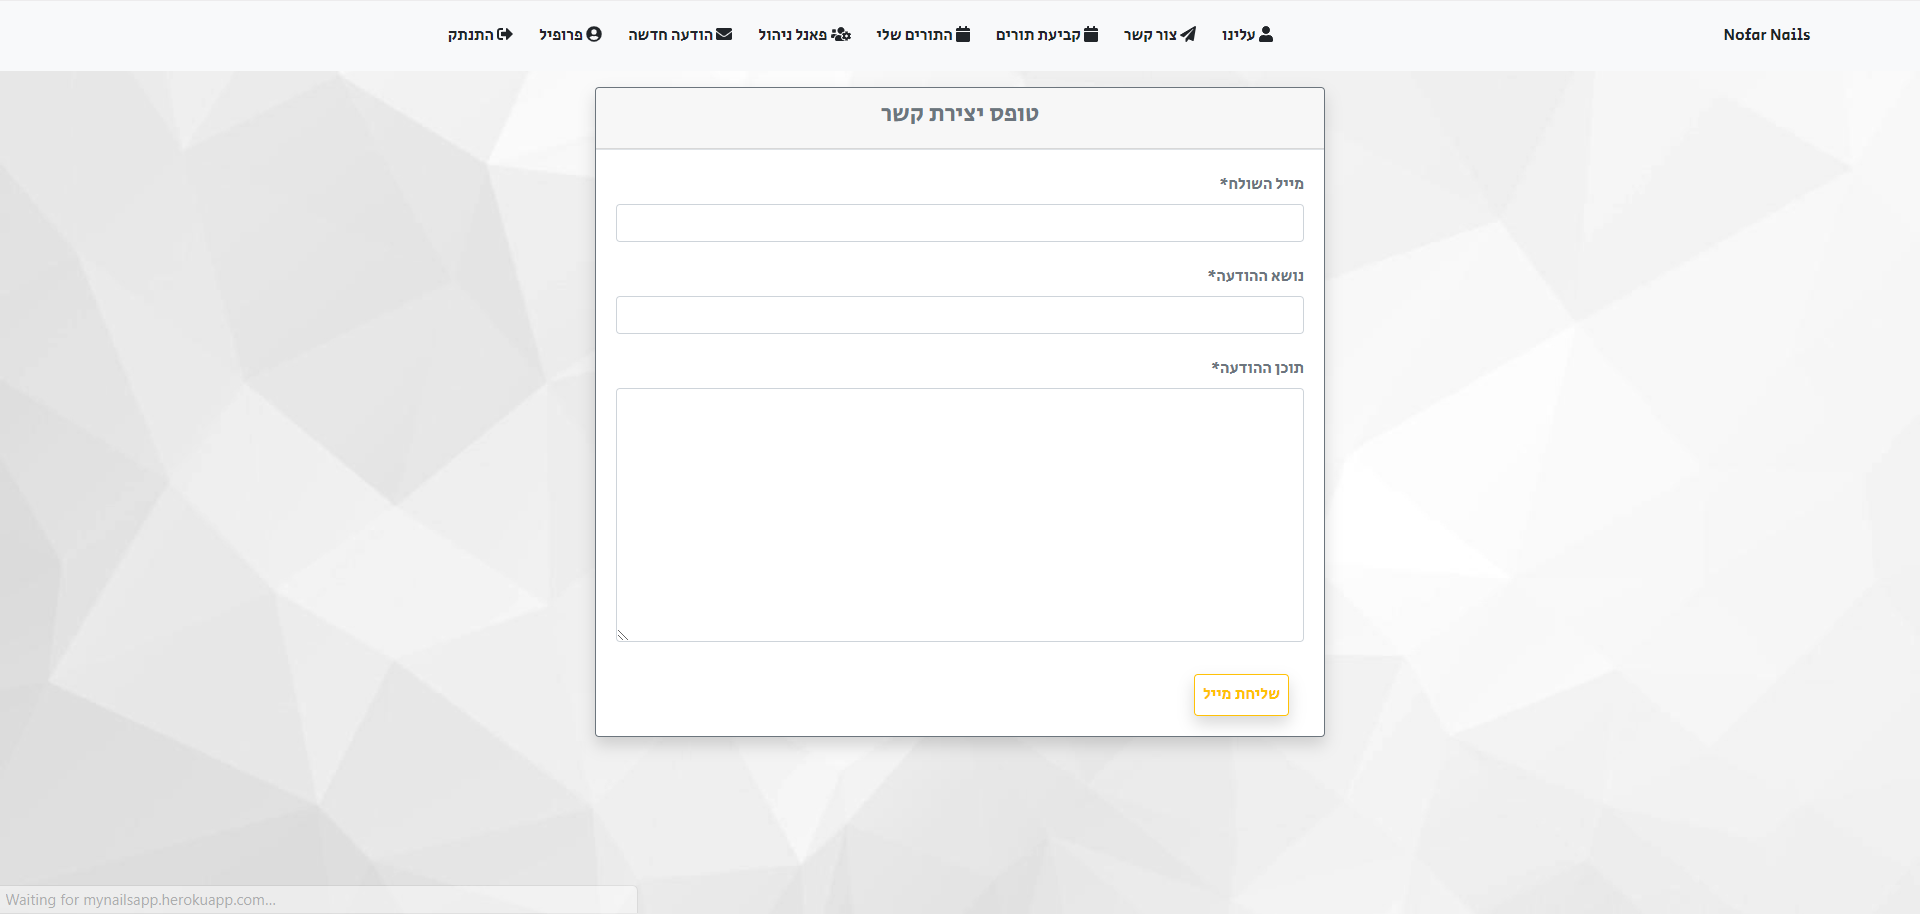 Nofar Nails
עלינו
צור קשר
קביעת תורים
התורים שלי
פאנל ניהול
הודעה חדשה
פרופיל
התנתק
טופס יצירת קשר
מייל השולח*
נושא ההודעה*
תוכן ההודעה*
שליחת מייל
Waiting for mynailsapp.herokuapp.com...